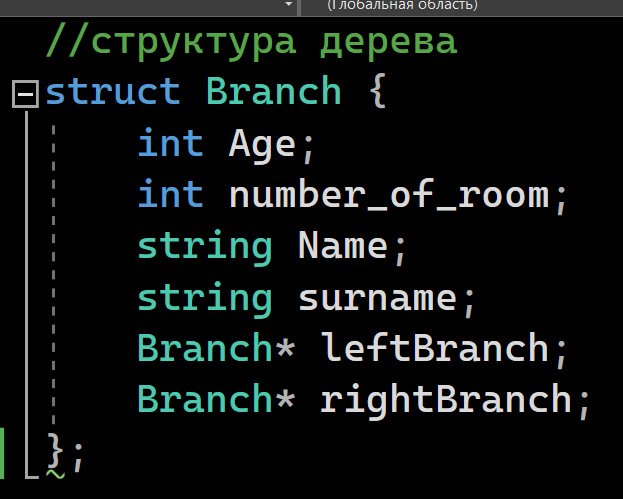 (Глобальная область)
//структура дерева
struct Branch {
    int Age;
    int number_of_room;
    string Name;
    string surname;
    Branch* leftBranch;
    Branch* rightBranch;
};